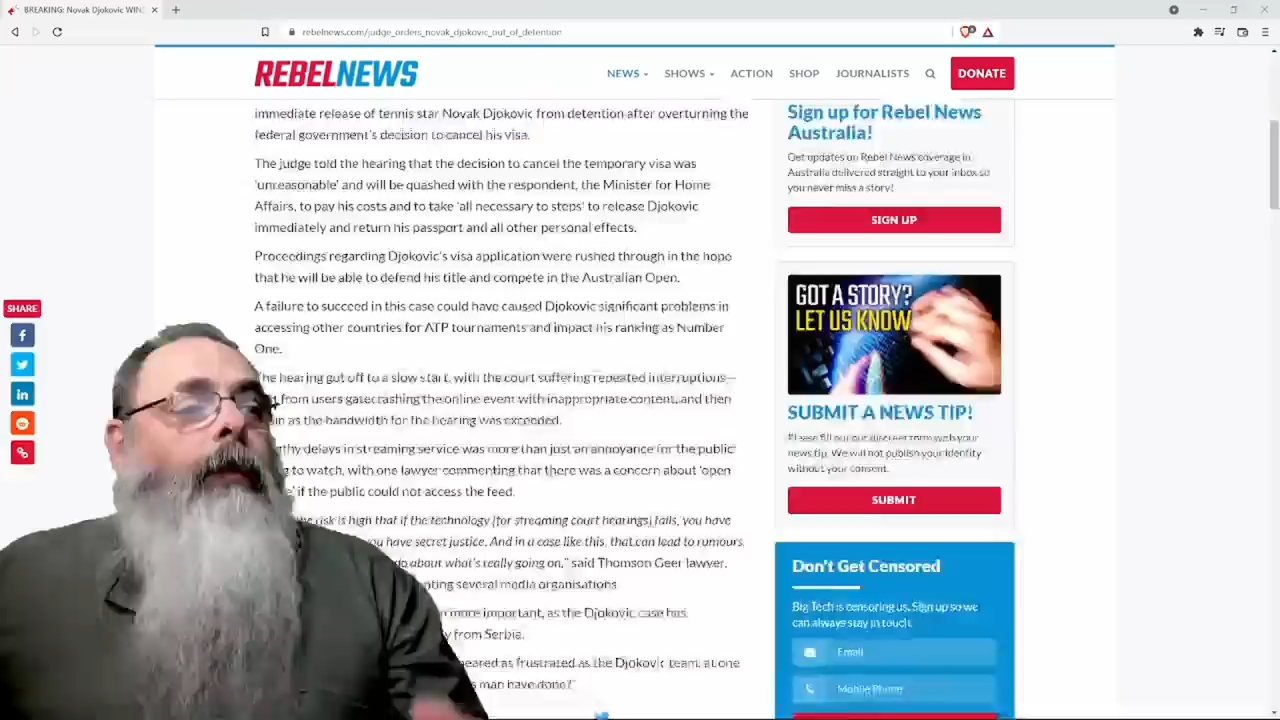 BREAKING: Novak Djokovic WINS
rebelnews.com/judge_orders_novak_djokovic_out_of_detention
REBELNEWS
NEWS
SHOWS
ACTION
SHOP
JOURNALISTS
DONATE
immediate release of tennis star Novak Djokovic from detention after overturning the
federal government's decision to cancel his visa.
The judge told the hearing that the decision to cancel the temporary visa was
'unreasonable' and will be quashed with the respondent, the Minister for Home
Affairs, to pay his costs and to take 'all necessary to steps' to release Djokovic
immediately and return his passport and all other personal effects.
Proceedings regarding Djokovic's visa application were rushed through in the hope
that he will be able to defend his title and compete in the Australian Open.
A failure to succeed in this case could have caused Djokovic significant problems in
accessing other countries for ATP tournaments and impact his ranking as Number
One.
he hearing got off to a slow start, with the court suffering repeated interruptions—
from users gatecrashing the online event with inappropriate content, and then
in as the bandwidth for the hearing was exceeded.
thy delays in streaming service was more than just an annoyance for the public
g to watch, with one lawyer commenting that there was a concern about 'open
e' if the public could not access the feed.
the risk is high that if the technology [for streaming court hearings] fails, you have
you have secret justice. And in a case like this, that can lead to rumours,
do about what's really going on," said Thomson Geer lawyer,
nting several media organisations.
more important, as the Djokovic case has
y from Serbia.
peared as frustrated as the Djokovic team, at one
s man have done?"
SHARE
Sign up for Rebel News
Australia!
Get updates on Rebel News coverage in
Australia delivered straight to your inbox so
you never miss a story!
SIGN UP
GOT A STORY?
LET US KNOW
SUBMIT A NEWS TIP!
Please fill out our discreet form with your
news tip. We will not publish your identity
without your consent.
SUBMIT
Don't Get Censored
Big Tech is censoring us. Sign up so we
can always stay in touch.
Email
Mobile Phone